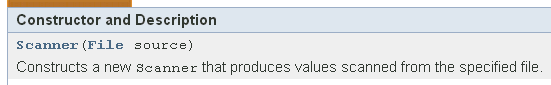 Constructor and Description
Scanner(File source)
Constructs a new Scanner that produces values scanned from the specified file.